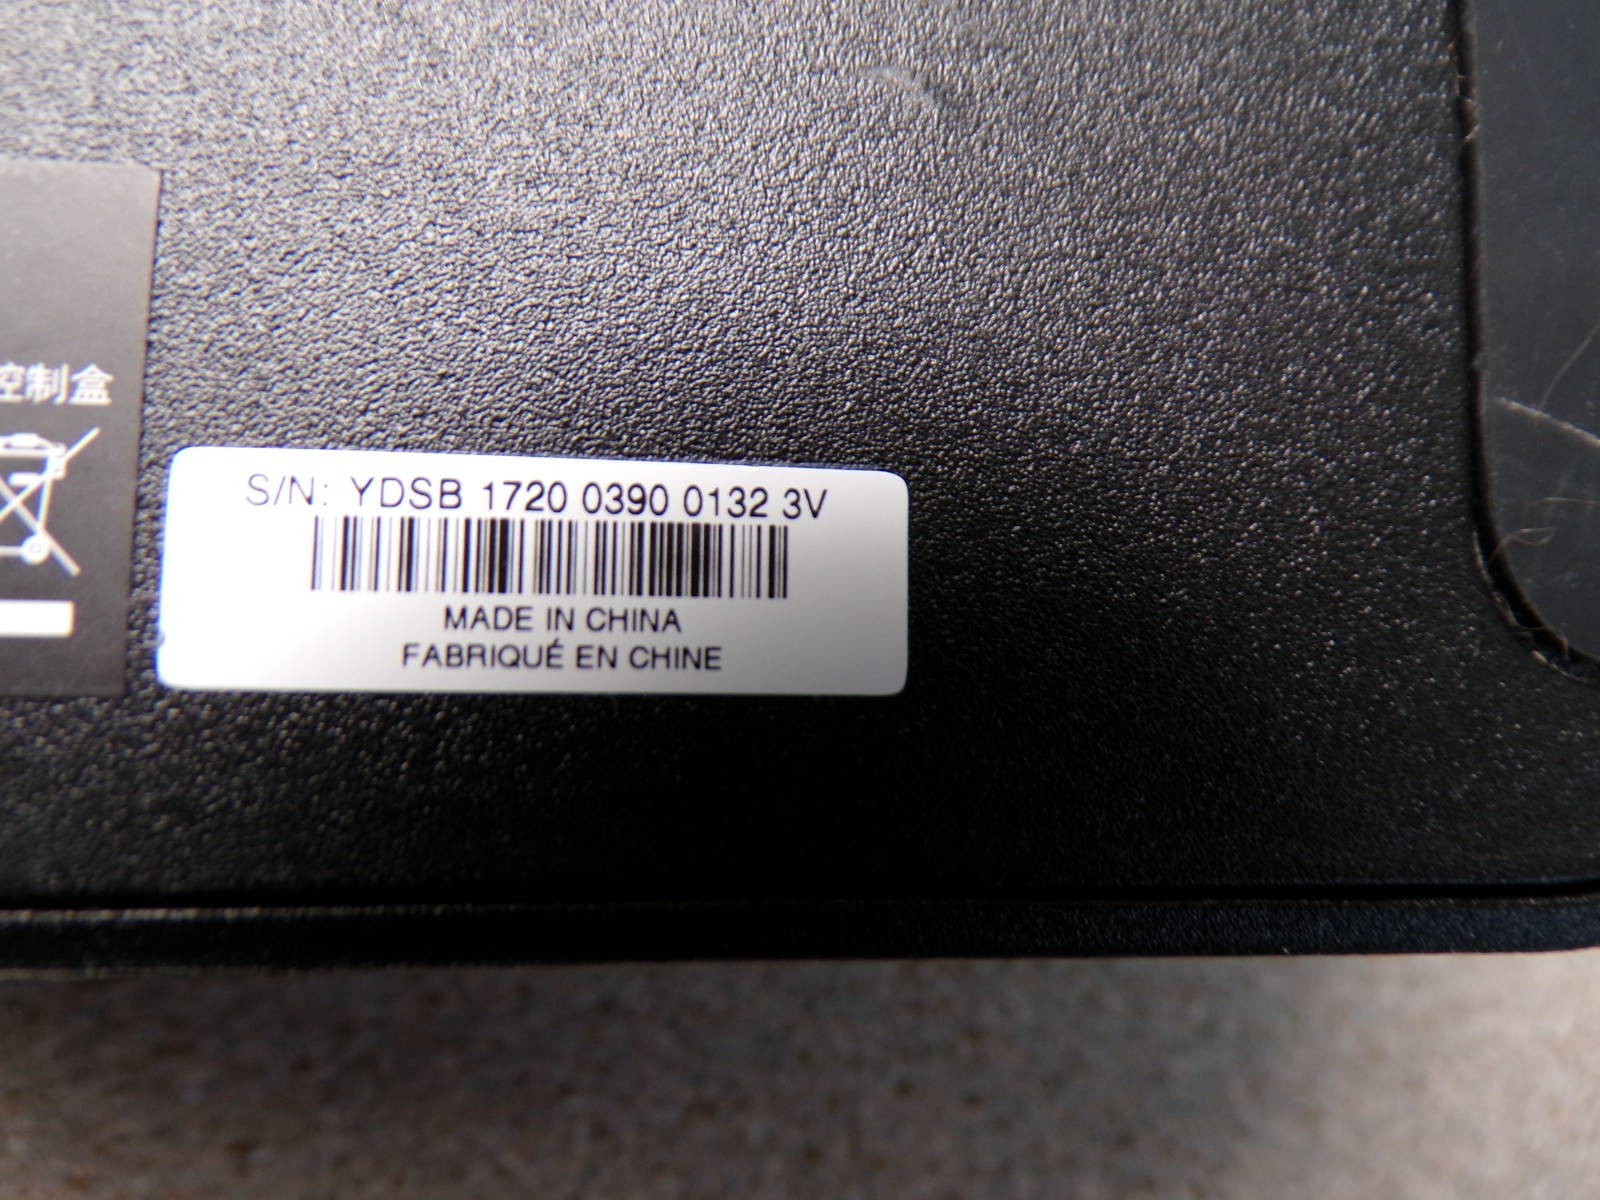 控制盒
S/N: YDSB 1720 0390 0132 3V
MADE IN CHINA
FABRIQUÉ EN CHINE